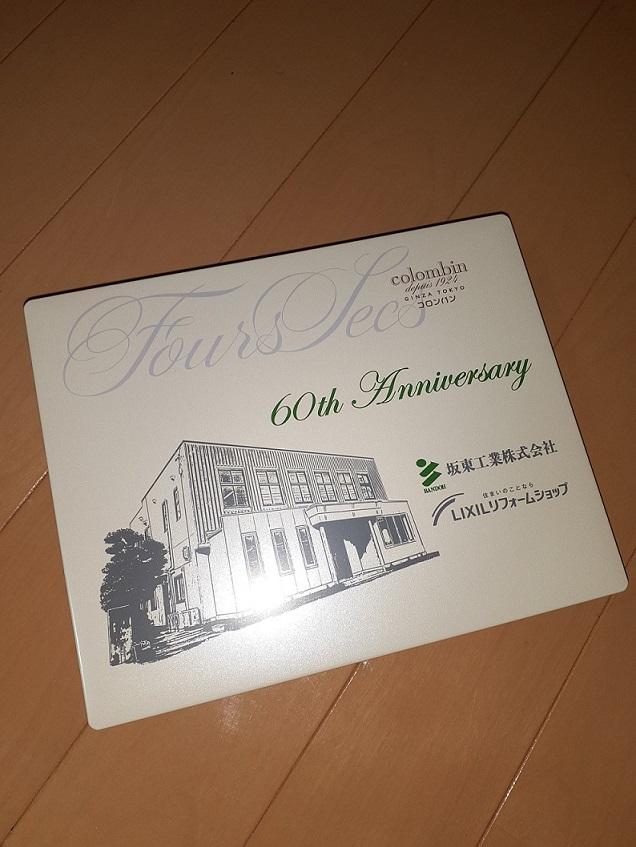 Fours Secs
colombin
depuis 1924
GINZA TOKYO
コロンバン
60th Anniversary
坂東工業株式会社
BANDOH
住まいのことなら
LIXILリフォームショップ